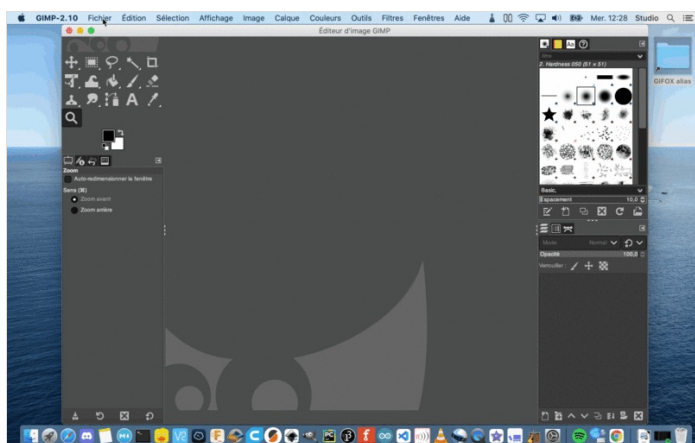 GIMP-2.10 Fichier Édition Sélection Affichage Image Calque Couleurs Outils Filtres Fenêtres Aide Mer. 12:28 Studio
Éditeur d'image GIMP
2. Hardness 050 (51 x 51)
GIFOX alias
Zoom
Auto-redimensionner la fenêtre
Sens (⌘)
Zoom avant
Zoom arrière
Basic,
Espacement 10,0
Mode Normal
Opacité 100,0
Verrouiller :